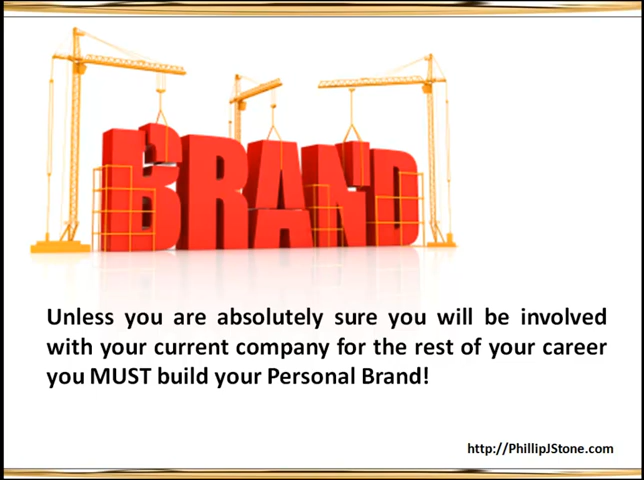 BRAND
Unless you are absolutely sure you will be involved
with your current company for the rest of your career
you MUST build your Personal Brand!
http://PhillipJStone.com